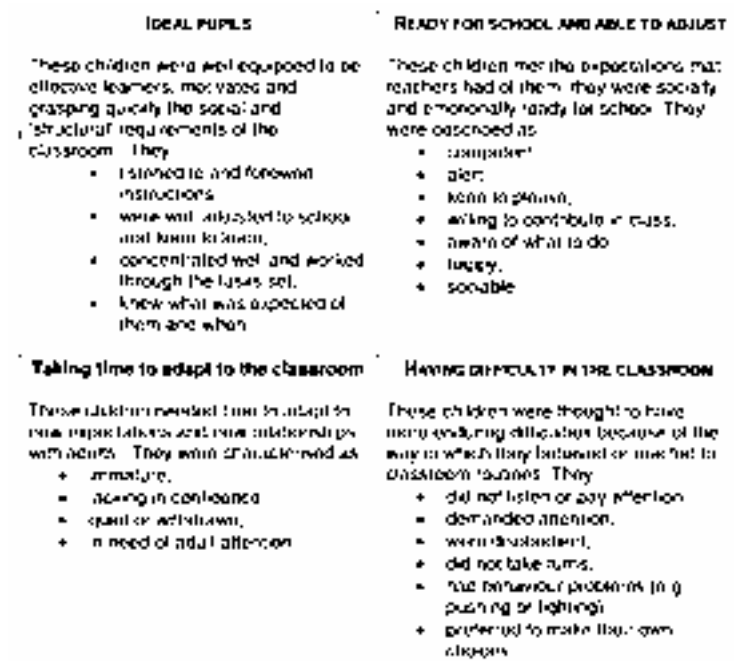 IDEAL PUPILS
These children were well equipped to be
effective learners, motivated and
grasping quickly the social and
'structural' requirements of the
classroom. They
• listened to and followed
instructions
• were well adjusted to school
and keen to learn,
• concentrated well and worked
through the tasks set,
• knew what was expected of
them and when
READY FOR SCHOOL AND ABLE TO ADJUST
These children met the expectations that
teachers had of them, they were socially
and emotionally ready for school. They
were described as
• competent
• alert
• keen to please,
• willing to contribute in class,
• aware of what to do
• happy,
• sociable
Taking time to adapt to the classroom
These children needed time to adapt to
new expectations and new relationships
with adults. They were characterised as
• immature,
• lacking in confidence
• quiet or withdrawn,
• in need of adult attention
HAVING DIFFICULTY IN THE CLASSROOM
These children were thought to have
more enduring difficulties because of the
way in which they behaved or reacted to
classroom routines. They
• did not listen or pay attention
• demanded attention,
• were disobedient,
• did not take turns,
• had behaviour problems (e.g.
pushing or fighting)
• preferred to make their own
choices